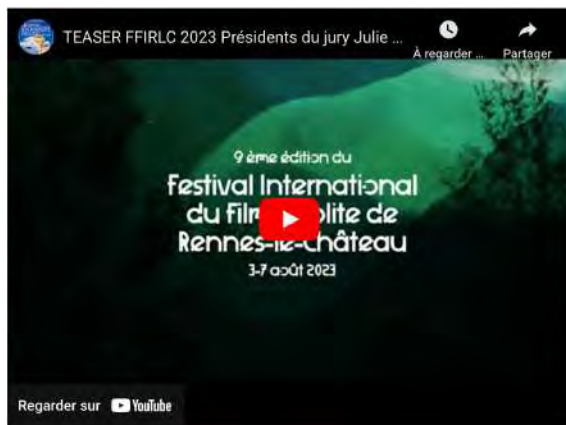 TEASER FFIRLC 2023 Présidents du jury Julie ...
À regarder ...
Partager
9 ème édition du
Festival International
du Film
de
Rennes-le-Château
3-7 août 2023
Regarder sur YouTube